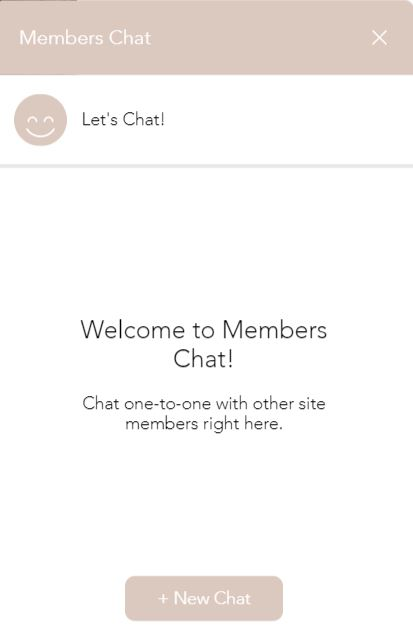 Members Chat
Let's Chat!
Welcome to Members
Chat!
Chat one-to-one with other site
members right here.
+ New Chat